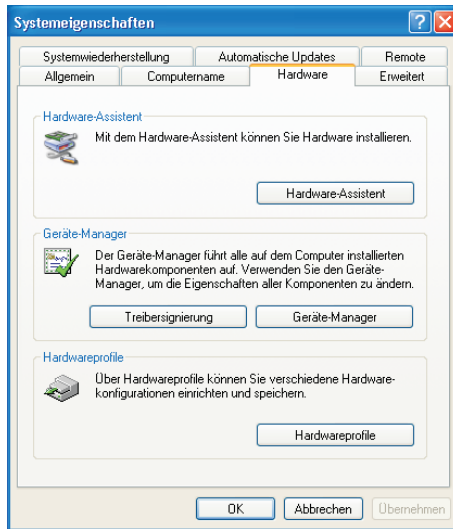 Systemeigenschaften
Systemwiederherstellung Automatische Updates Remote
Allgemein Computername Hardware Erweitert
Hardware-Assistent
Mit dem Hardware-Assistent können Sie Hardware installieren.
Hardware-Assistent
Geräte-Manager
Der Geräte-Manager führt alle auf dem Computer installierten
Hardwarekomponenten auf. Verwenden Sie den Geräte-
Manager, um die Eigenschaften aller Komponenten zu ändern.
Treibersignierung Geräte-Manager
Hardwareprofile
Über Hardwareprofile können Sie verschiedene Hardware-
konfigurationen einrichten und speichern.
Hardwareprofile
OK Abbrechen Übernehmen